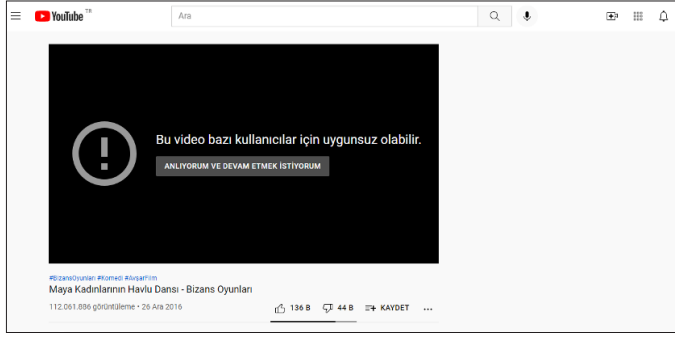 YouTube TR
Ara
Bu video bazı kullanıcılar için uygunsuz olabilir.
ANLIYORUM VE DEVAM ETMEK İSTİYORUM
#BizansOyunları #Komedi #AvşarFilm
Maya Kadınlarının Havlu Dansı - Bizans Oyunları
112.061.886 görüntüleme • 26 Ara 2016
136 B 44 B KAYDET